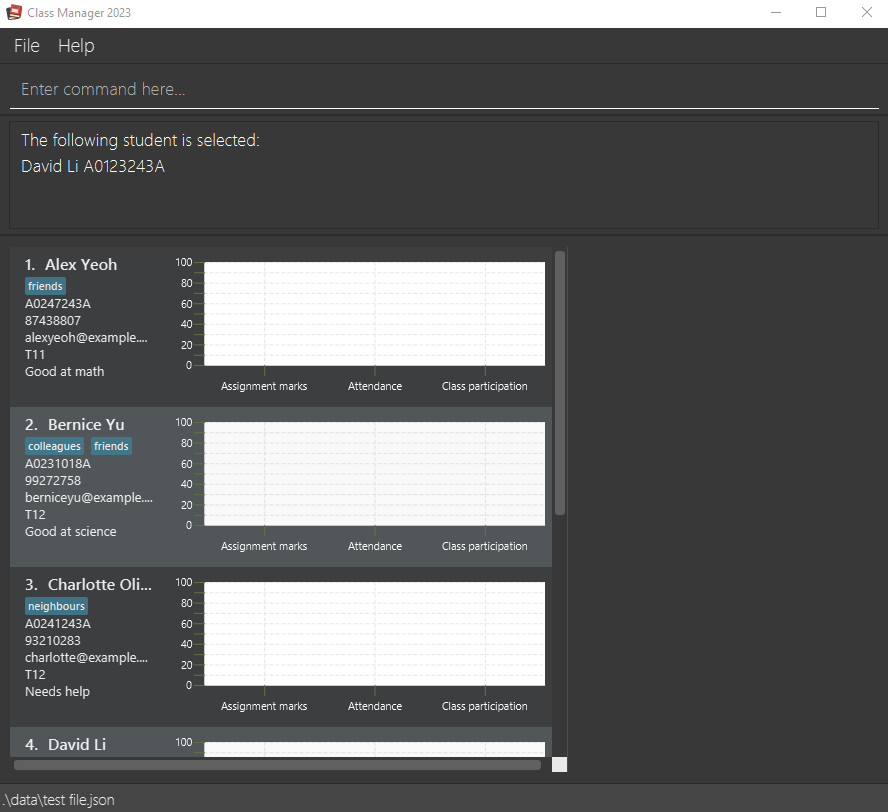 Class Manager 2023
File Help
Enter command here...
The following student is selected:
David Li A0123243A
1. Alex Yeoh
friends
A0247243A
87438807
alexyeoh@example....
T11
Good at math
100
80
60
40
20
0
Assignment marks Attendance Class participation
2. Bernice Yu
colleagues friends
A0231018A
99272758
berniceyu@example....
T12
Good at science
100
80
60
40
20
0
Assignment marks Attendance Class participation
3. Charlotte Oli...
neighbours
A0241243A
93210283
charlotte@example....
T12
Needs help
100
80
60
40
20
0
Assignment marks Attendance Class participation
4. David Li
100
.\data\test file.json